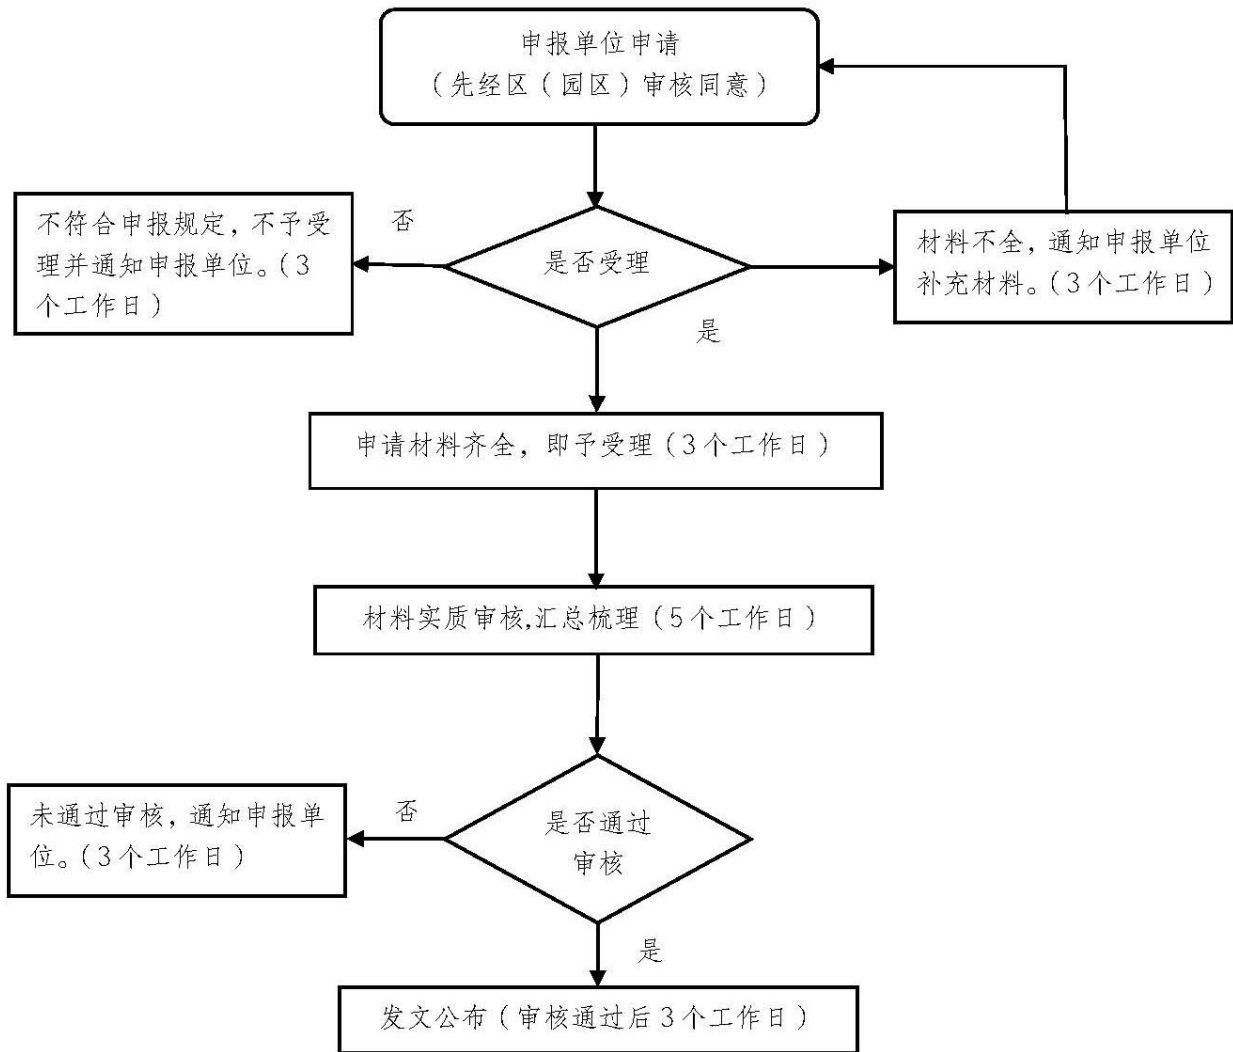 申报单位申请
（先经区（园区）审核同意）
不符合申报规定，不予受
理并通知申报单位。（3
个工作日）
否
是否受理
材料不全，通知申报单位
补充材料。（3个工作日）
是
申请材料齐全，即予受理（3个工作日）
材料实质审核,汇总梳理（5个工作日）
未通过审核，通知申报单
位。（3个工作日）
否
是否通过
审核
是
发文公布（审核通过后3个工作日）